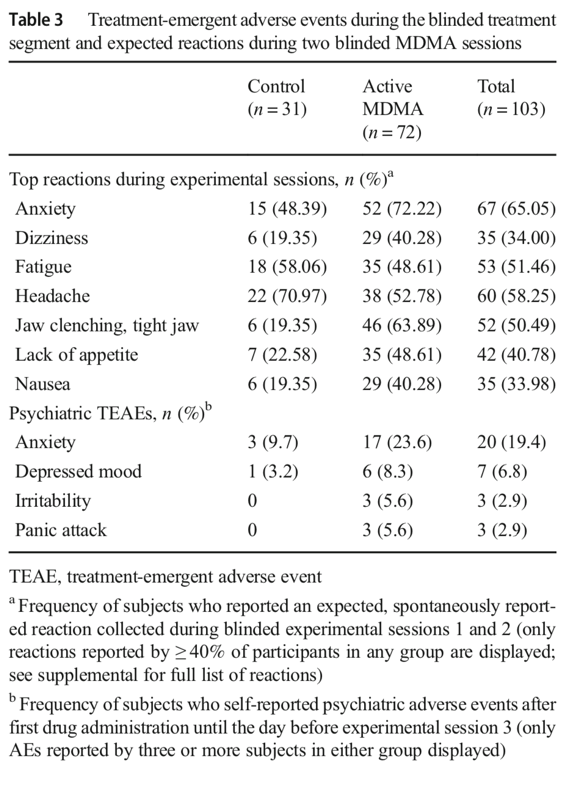 Table 3 Treatment-emergent adverse events during the blinded treatment
segment and expected reactions during two blinded MDMA sessions
Control Active Total
(n = 31) MDMA (n = 103)
(n = 72)
Top reactions during experimental sessions, n (%)a
Anxiety 15 (48.39) 52 (72.22) 67 (65.05)
Dizziness 6 (19.35) 29 (40.28) 35 (34.00)
Fatigue 18 (58.06) 35 (48.61) 53 (51.46)
Headache 22 (70.97) 38 (52.78) 60 (58.25)
Jaw clenching, tight jaw 6 (19.35) 46 (63.89) 52 (50.49)
Lack of appetite 7 (22.58) 35 (48.61) 42 (40.78)
Nausea 6 (19.35) 29 (40.28) 35 (33.98)
Psychiatric TEAEs, n (%)b
Anxiety 3 (9.7) 17 (23.6) 20 (19.4)
Depressed mood 1 (3.2) 6 (8.3) 7 (6.8)
Irritability 0 3 (5.6) 3 (2.9)
Panic attack 0 3 (5.6) 3 (2.9)
TEAE, treatment-emergent adverse event
a Frequency of subjects who reported an expected, spontaneously report-
ed reaction collected during blinded experimental sessions 1 and 2 (only
reactions reported by ≥ 40% of participants in any group are displayed;
see supplemental for full list of reactions)
b Frequency of subjects who self-reported psychiatric adverse events after
first drug administration until the day before experimental session 3 (only
AEs reported by three or more subjects in either group displayed)